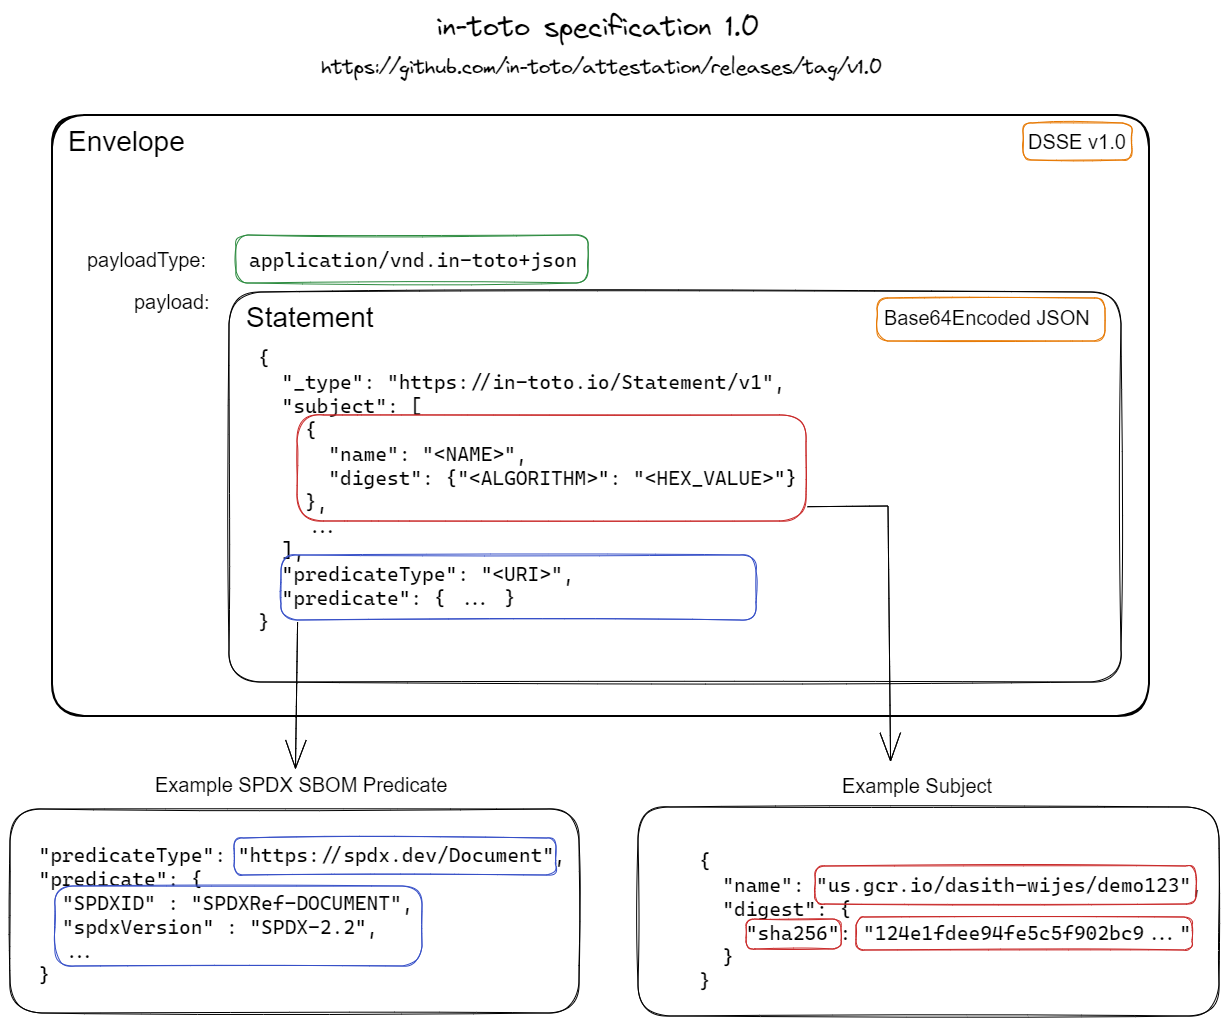 in-toto specification 1.0
https://github.com/in-toto/attestation/releases/tag/v1.0
Envelope
DSSE v1.0
payloadType:
application/vnd.in-toto+json
payload:
Statement
Base64Encoded JSON
{
"_type": "https://in-toto.io/Statement/v1",
"subject": [
{
"name": "<NAME>",
"digest": {"<ALGORITHM>": "<HEX_VALUE>"}
},
...
],
"predicateType": "<URI>",
"predicate": { ... }
}
Example SPDX SBOM Predicate
"predicateType": "https://spdx.dev/Document",
"predicate": {
"SPDXID" : "SPDXRef-DOCUMENT",
"spdxVersion" : "SPDX-2.2",
...
}
Example Subject
{
"name": "us.gcr.io/dasith-wijes/demo123",
"digest": {
"sha256": "124e1fdee94fe5c5f902bc9..."
}
}